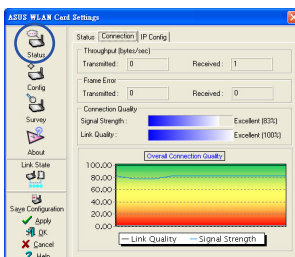 ASUS WLAN Card Settings
Status
Config
Survey
About
Link State
Save Configuration
Apply
OK
Cancel
Help
Status Connection IP Config
Throughput (bytes/sec)
Transmitted: 0 Received: 1
Frame Error
Transmitted: 0 Received: 0
Connection Quality
Signal Strength: Excellent (83%)
Link Quality: Excellent (100%)
Overall Connection Quality
100.00
80.00
60.00
40.00
20.00
0.00
Link Quality Signal Strength